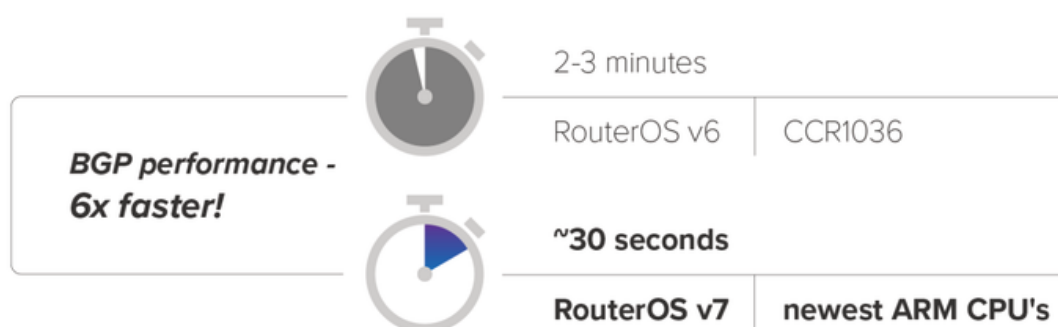 2-3 minutes
RouterOS v6 CCR1036
BGP performance -
6x faster!
~30 seconds
RouterOS v7 newest ARM CPU's